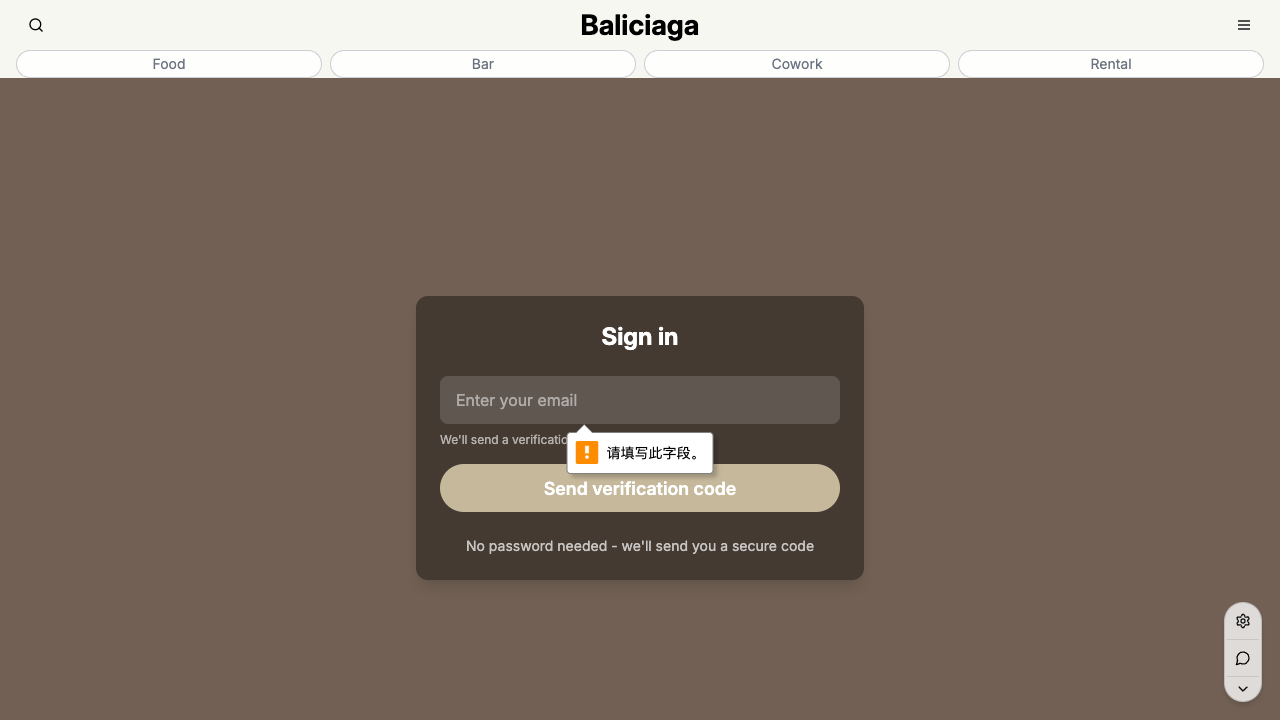 Baliciaga
Food
Bar
Cowork
Rental
Sign in
Enter your email
We'll send a verificatio
请填写此字段。
Send verification code
No password needed - we'll send you a secure code